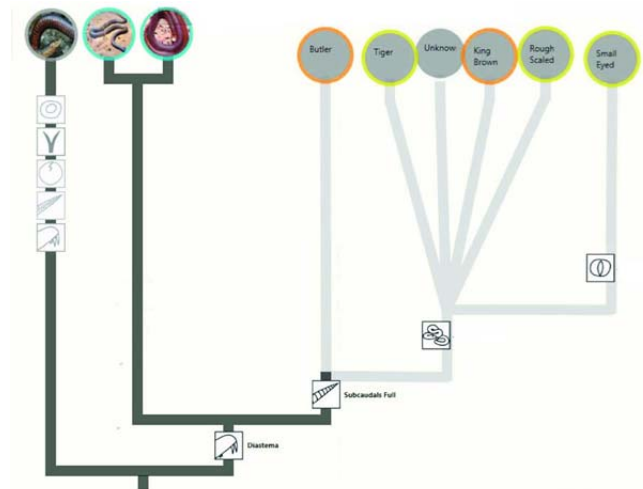 Butler
Tiger
Unknow
King
Brown
Rough
Scaled
Small
Eyed
Subcaudals Full
Diastema